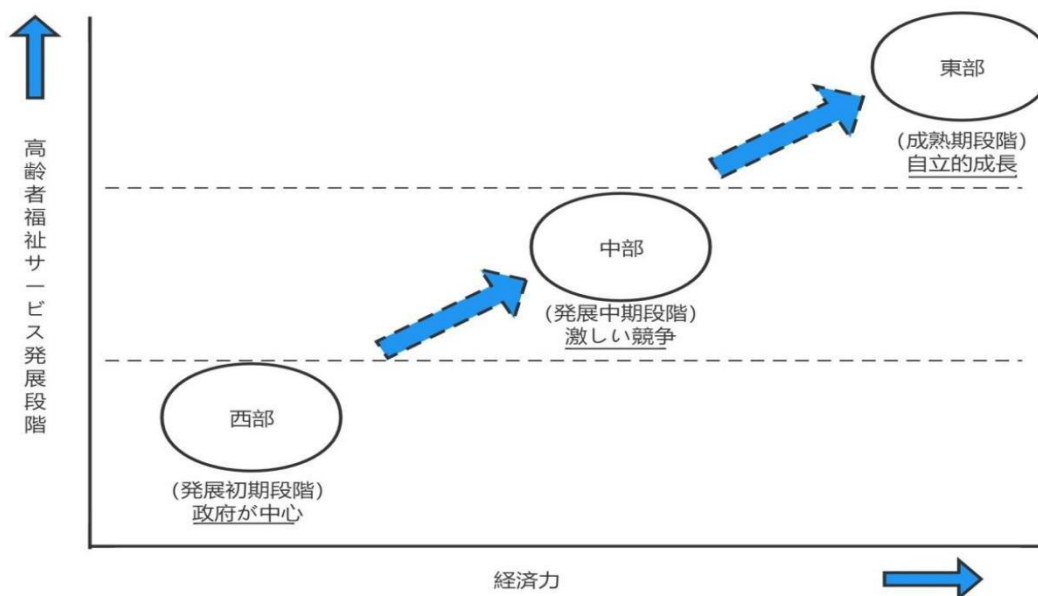 東部
(成熟期段階)
自立的成長
高齢者福祉サービス発展段階
中部
(発展中期段階)
激しい競争
西部
(発展初期段階)
政府が中心
経済力